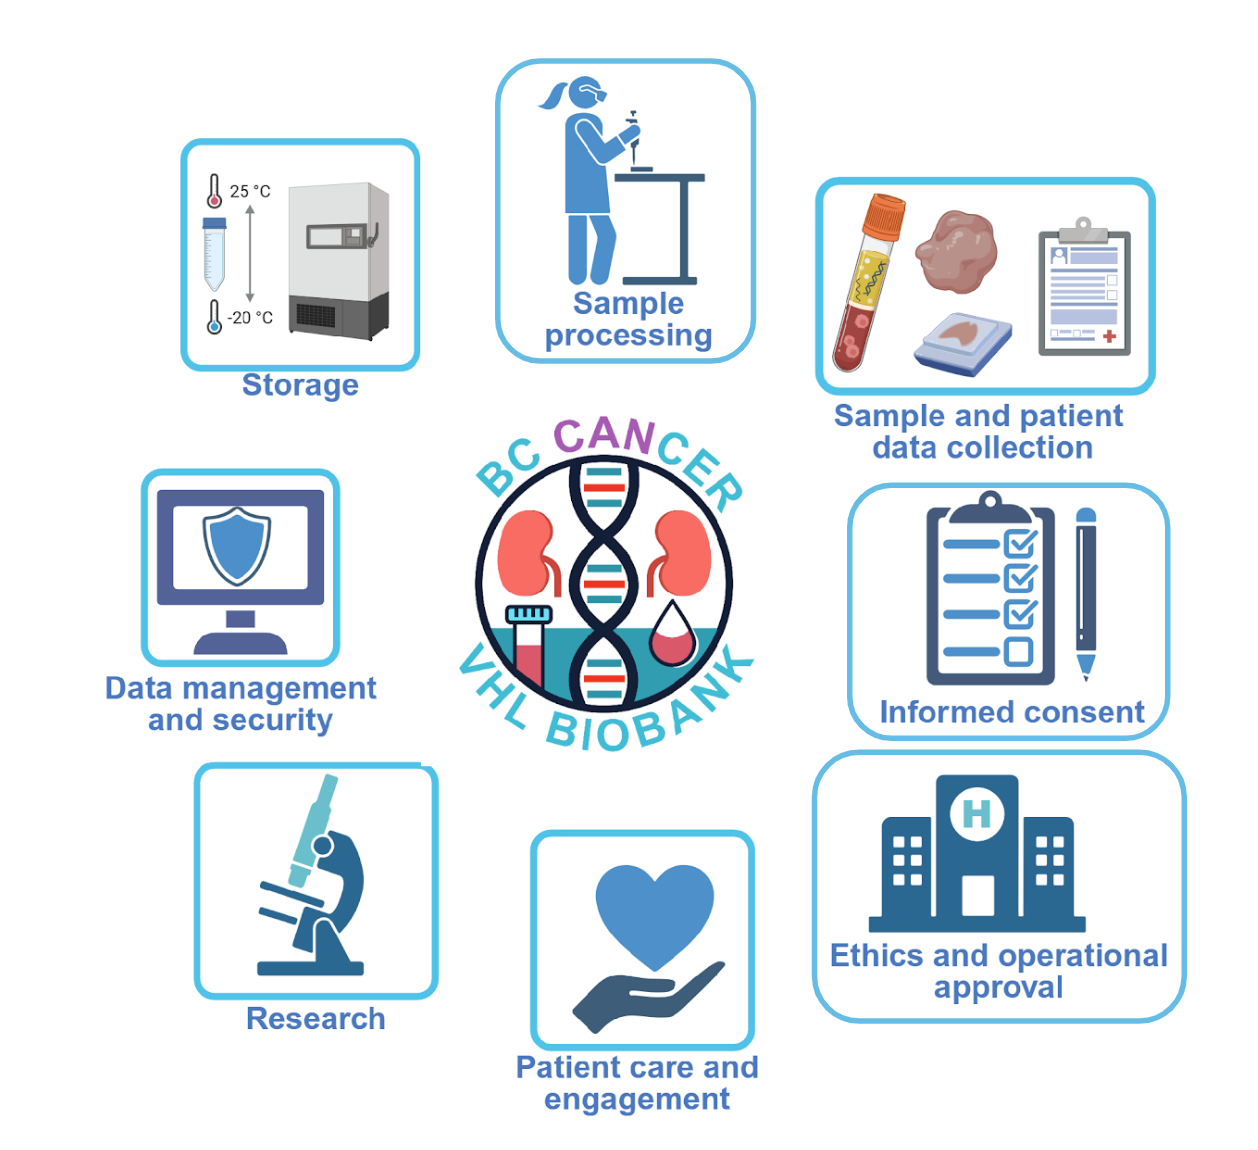 Sample
processing
25 °C
-20 °C
Storage
Sample and patient
data collection
BC CANCER
VHL BIOBANK
Data management
and security
Informed consent
H
Ethics and operational
approval
Research
Patient care and
engagement